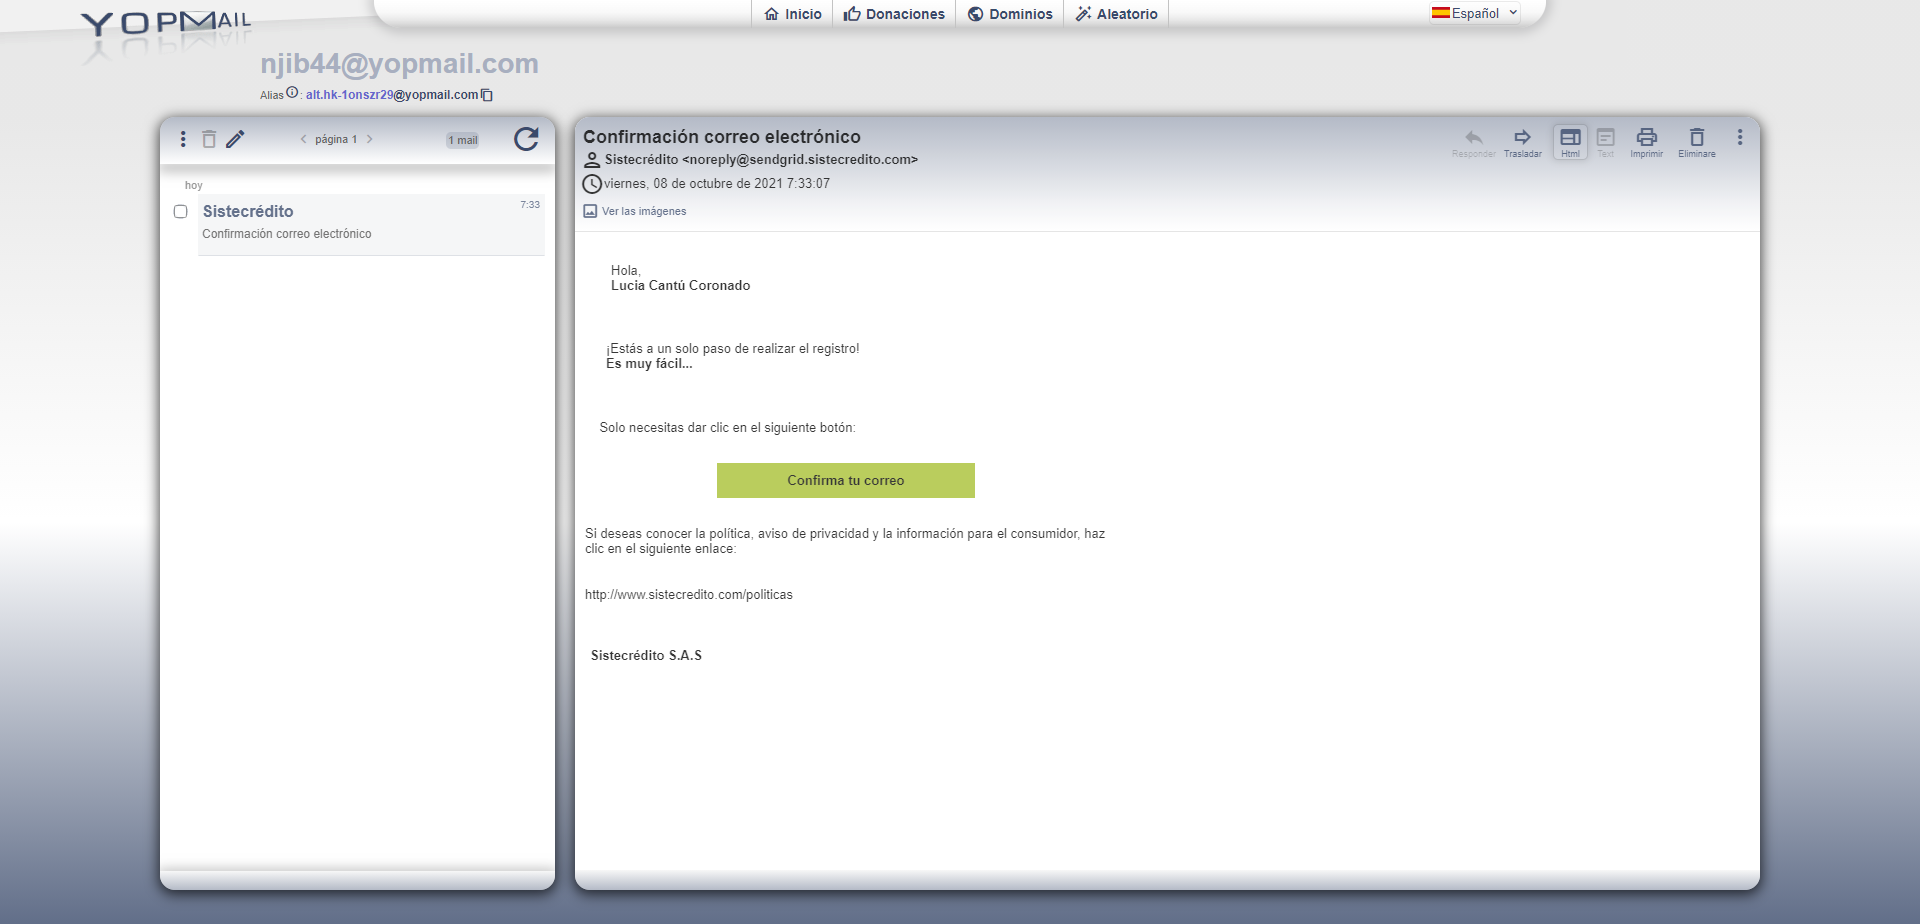 YOPMAIL
Inicio
Donaciones
Dominios
Aleatorio
Español
njib44@yopmail.com
Alias : alt.hk-1onszr29@yopmail.com
página 1
1 mail
hoy
Sistecrédito
7:33
Confirmación correo electrónico
Confirmación correo electrónico
Sistecrédito <noreply@sendgrid.sistecredito.com>
viernes, 08 de octubre de 2021 7:33:07
Ver las imágenes
Responder
Trasladar
Html
Text
Imprimir
Eliminare
Hola,
Lucia Cantú Coronado
¡Estás a un solo paso de realizar el registro!
Es muy fácil...
Solo necesitas dar clic en el siguiente botón:
Confirma tu correo
Si deseas conocer la política, aviso de privacidad y la información para el consumidor, haz
clic en el siguiente enlace:
http://www.sistecredito.com/politicas
Sistecrédito S.A.S